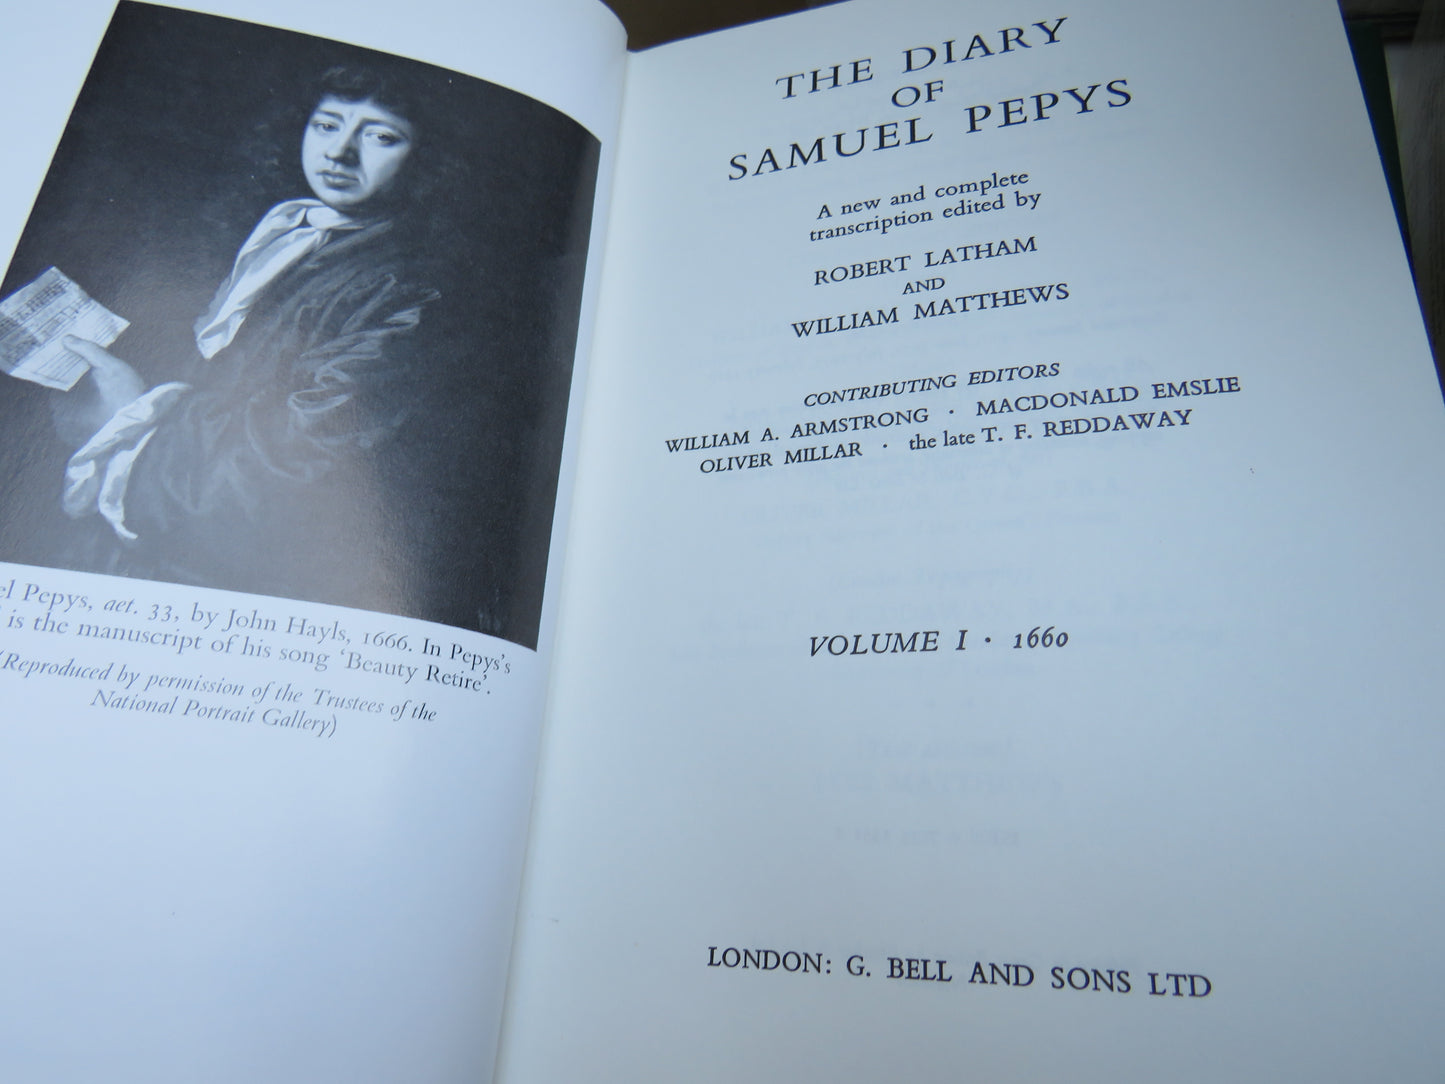 el Pepys, aet. 33, by John Hayls, 1666. In Pepys's
is the manuscript of his song 'Beauty Retire'.
(Reproduced by permission of the Trustees of the
National Portrait Gallery)
THE DIARY
OF
SAMUEL PEPYS
A new and complete
transcription edited by
ROBERT LATHAM
AND
WILLIAM MATTHEWS
CONTRIBUTING EDITORS
WILLIAM A. ARMSTRONG · MACDONALD EMSLIE
OLIVER MILLAR · the late T. F. REDDAWAY
VOLUME I · 1660
LONDON: G. BELL AND SONS LTD